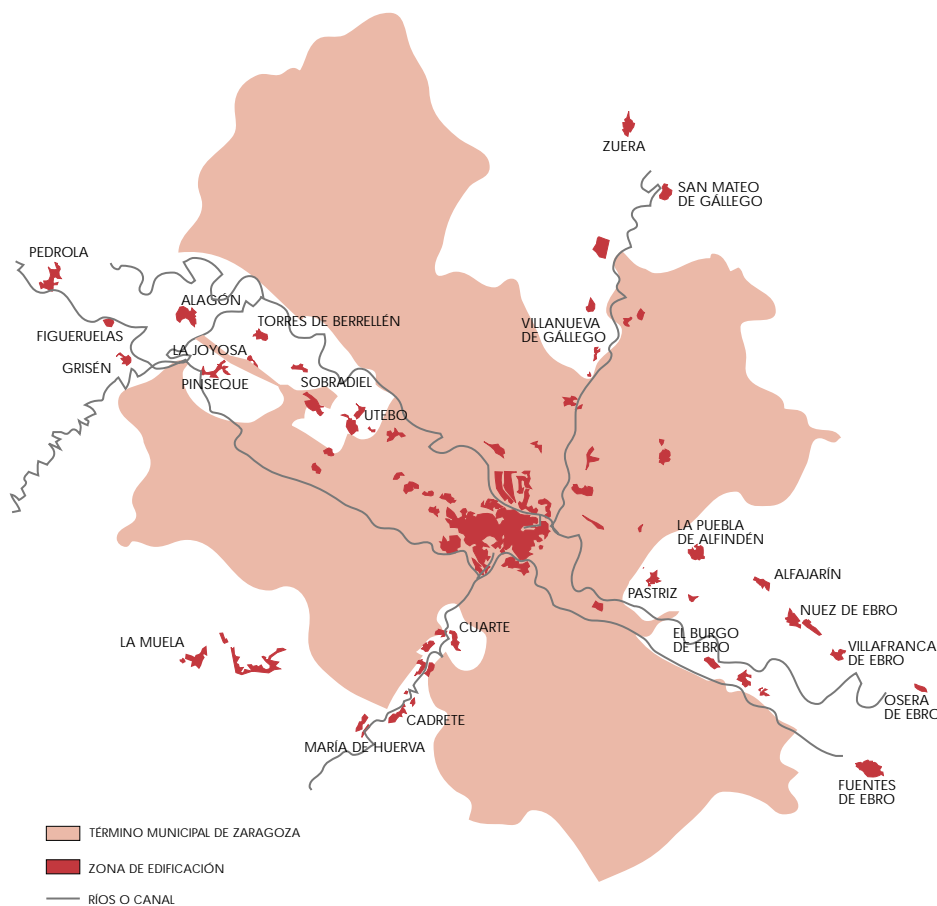 ZUERA
SAN MATEO
DE GÁLLEGO
PEDROLA
ALAGÓN
TORRES DE BERRELLÉN
VILLANUEVA
DE GÁLLEGO
FIGUERUELAS
LA JOYOSA
GRISÉN
PINSEQUE
SOBRADIEL
UTEBO
LA PUEBLA
DE ALFINDÉN
ALFAJARÍN
PASTRIZ
NUEZ DE EBRO
CUARTE
EL BURGO
DE EBRO
LA MUELA
VILLAFRANCA
DE EBRO
OSERA
DE EBRO
CADRETE
MARÍA DE HUERVA
FUENTES
DE EBRO
TÉRMINO MUNICIPAL DE ZARAGOZA
ZONA DE EDIFICACIÓN
RÍOS O CANAL